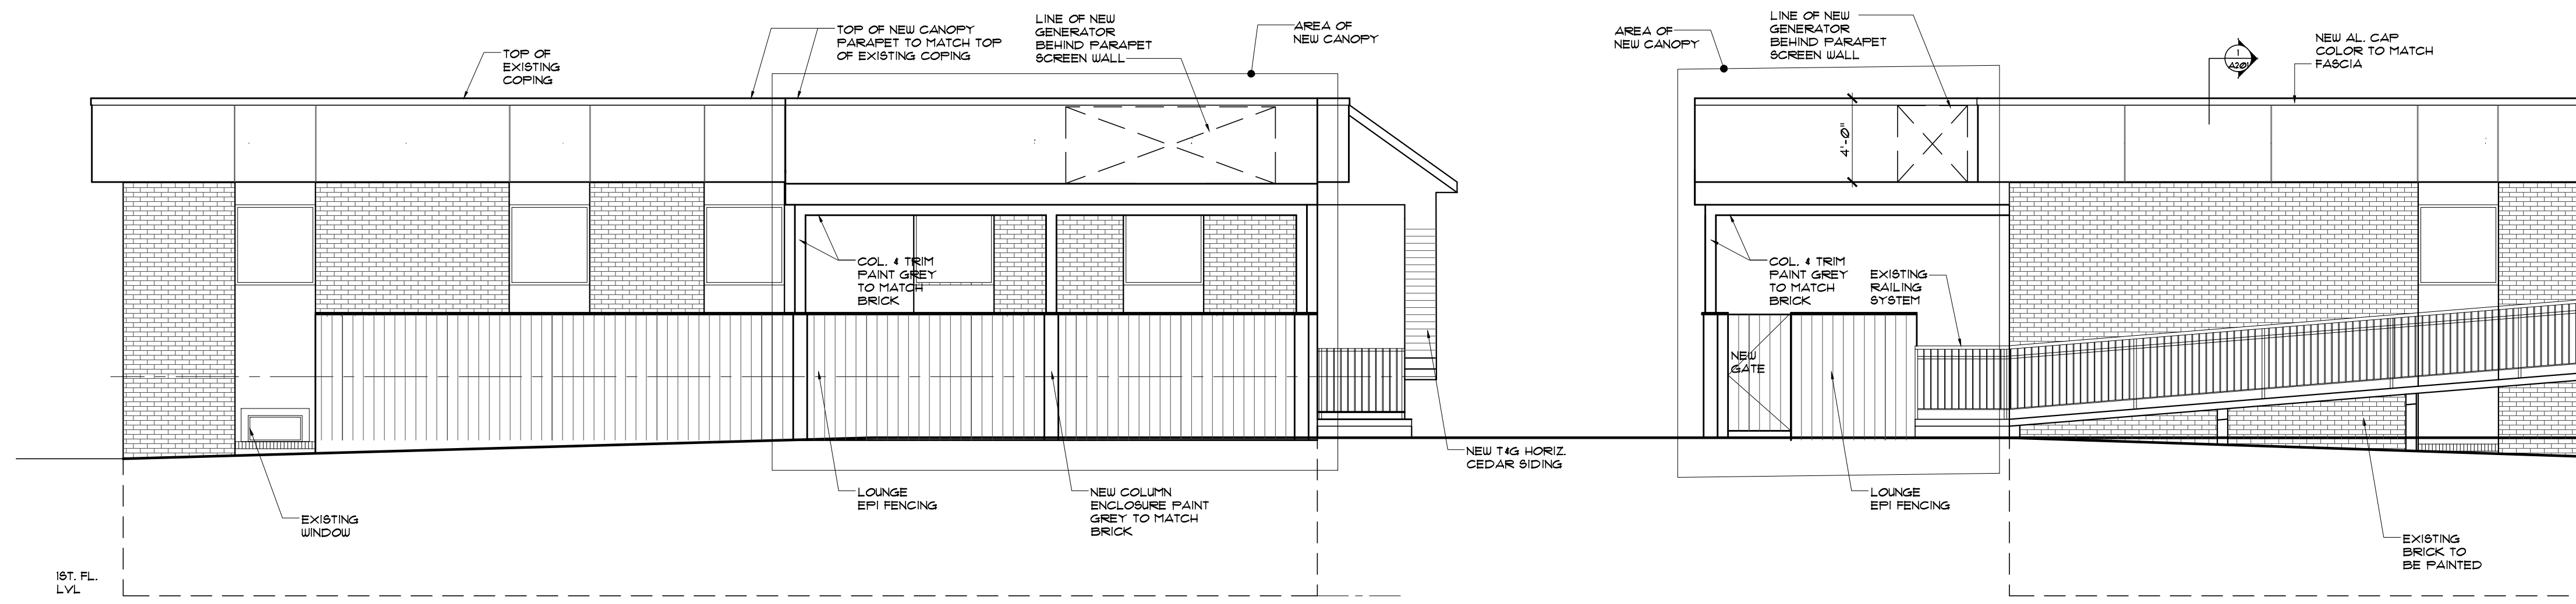 TOP OF
EXISTING
COPING
TOP OF NEW CANOPY
PARAPET TO MATCH TOP
OF EXISTING COPING
LINE OF NEW
GENERATOR
BEHIND PARAPET
SCREEN WALL
AREA OF
NEW CANOPY
COL. & TRIM
PAINT GREY
TO MATCH
BRICK
NEW T&G HORIZ.
CEDAR SIDING
LOUNGE
EPI FENCING
NEW COLUMN
ENCLOSURE PAINT
GREY TO MATCH
BRICK
EXISTING
WINDOW
1ST. FL.
LVL
AREA OF
NEW CANOPY
LINE OF NEW
GENERATOR
BEHIND PARAPET
SCREEN WALL
1
A201
NEW AL. CAP
COLOR TO MATCH
FASCIA
4'-0"
COL. & TRIM
PAINT GREY
TO MATCH
BRICK
EXISTING
RAILING
SYSTEM
NEW
GATE
LOUNGE
EPI FENCING
EXISTING
BRICK TO
BE PAINTED